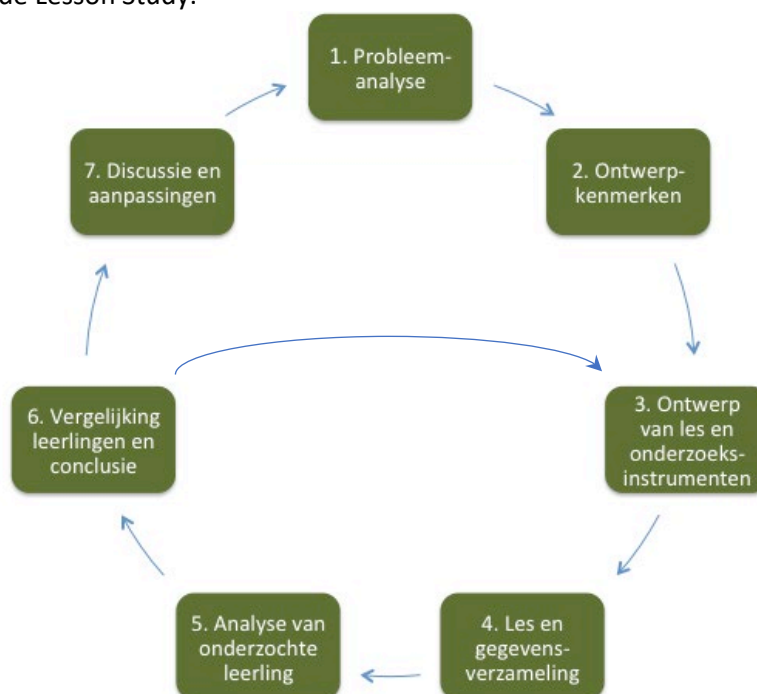 de Lesson Study.
1. Probleem-
analyse
2. Ontwerp-
kenmerken
3. Ontwerp
van les en
onderzoeks-
instrumenten
4. Les en
gegevens-
verzameling
5. Analyse van
onderzochte
leerling
6. Vergelijking
leerlingen en
conclusie
7. Discussie en
aanpassingen